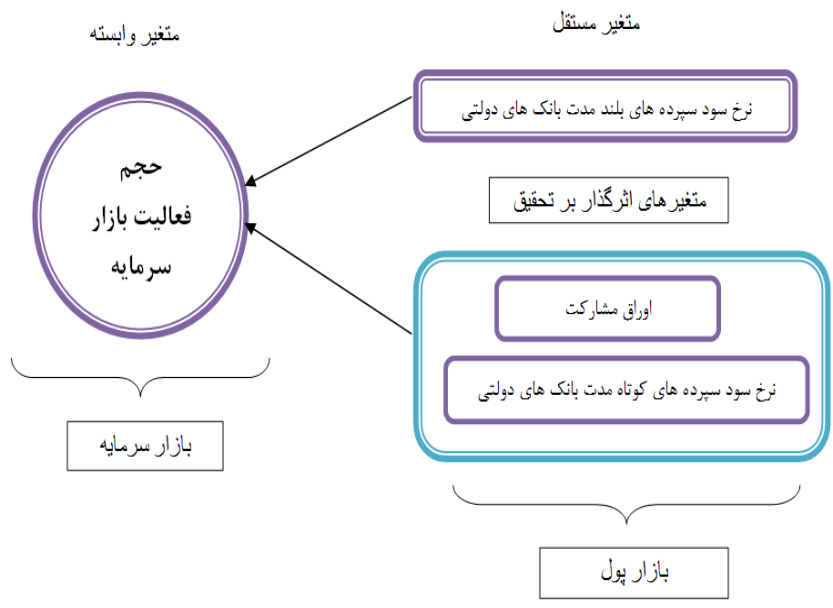 متغیر مستقل
متغیر وابسته
نرخ سود سپرده های بلند مدت بانک های دولتی
حجم
فعالیت بازار
سرمایه
متغیرهای اثرگذار بر تحقیق
اوراق مشارکت
نرخ سود سپرده های کوتاه مدت بانک های دولتی
بازار سرمایه
بازار پول